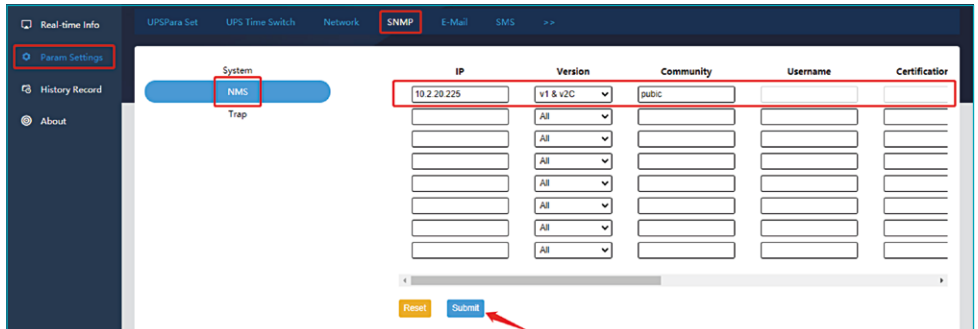 Real-time Info
Param Settings
History Record
About
UPSPara Set UPS Time Switch Network SNMP E-Mail SMS >>
System
NMS
Trap
IP Version Community Username Certification
10.2.20.225 v1 & v2C pubic
All
All
All
All
All
All
All
Reset Submit